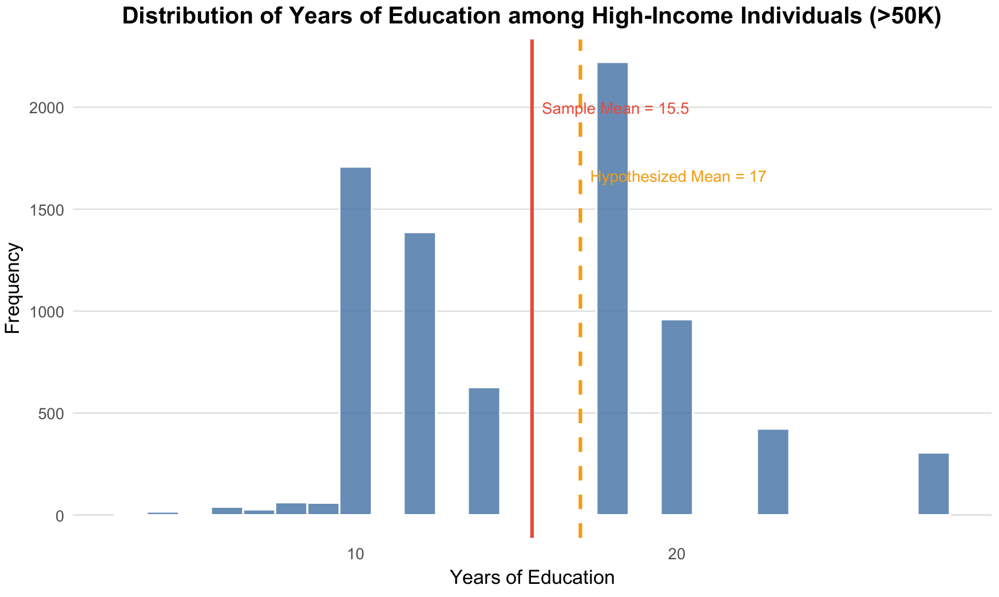 Distribution of Years of Education among High-Income Individuals (>50K)
2000
Sample Mean = 15.5
Hypothesized Mean = 17
1500
1000
500
0
Frequency
10
20
Years of Education